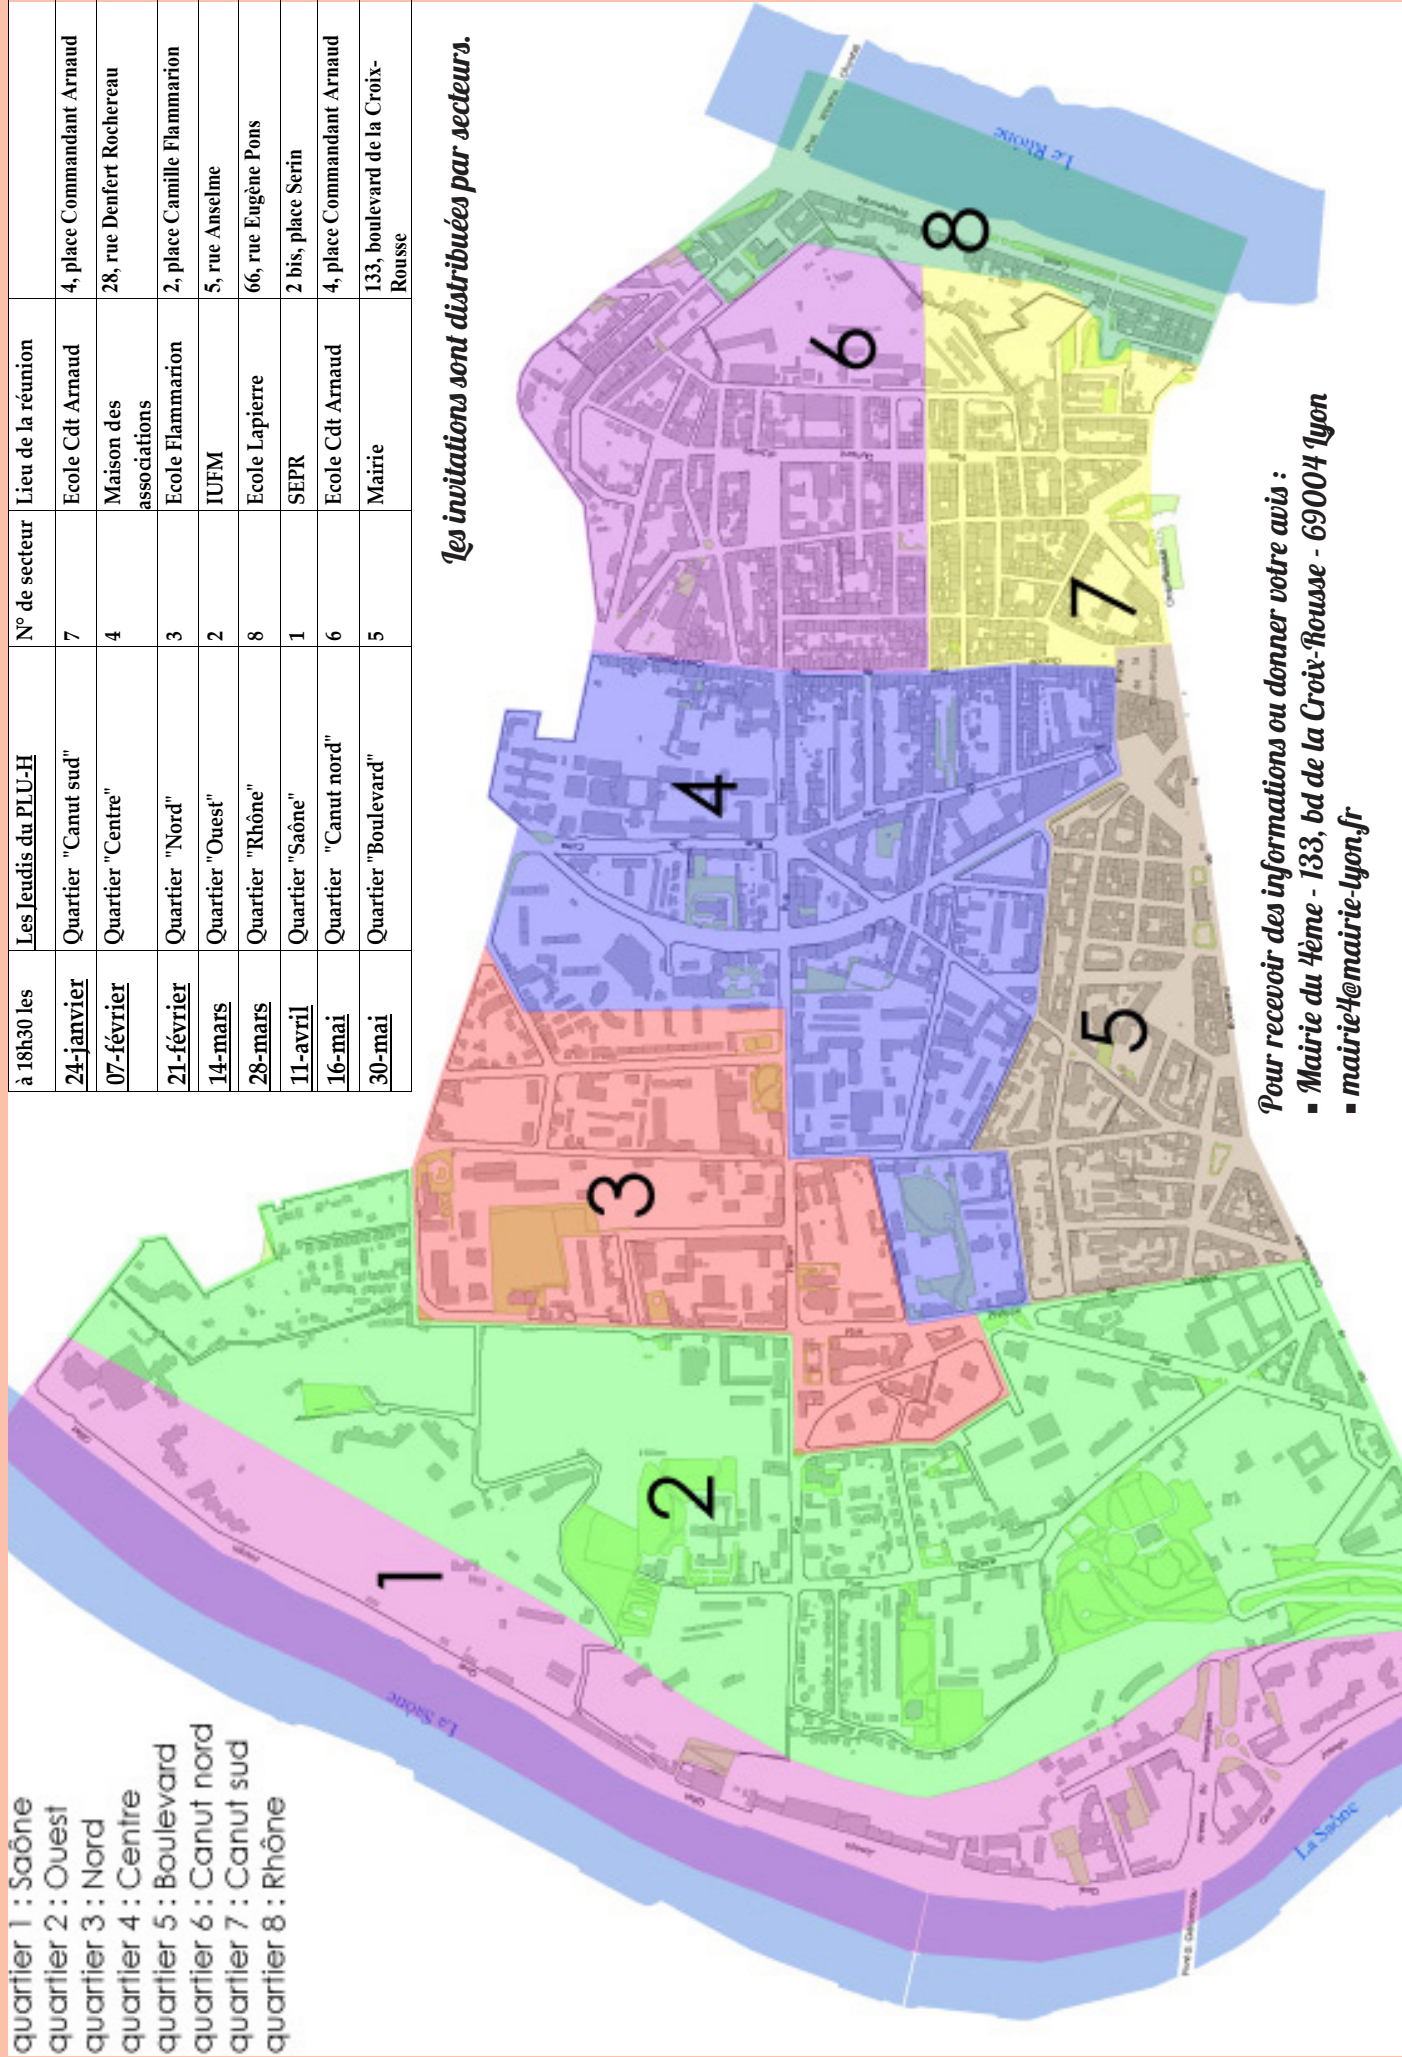 quartier 1 : Saône
quartier 2 : Ouest
quartier 3 : Nord
quartier 4 : Centre
quartier 5 : Boulevard
quartier 6 : Canut nord
quartier 7 : Canut sud
quartier 8 : Rhône
à 18h30 les Les Jeudis du PLU-H N° de secteur Lieu de la réunion
24-janvier Quartier "Canut sud" 7 Ecole Cdt Arnaud 4, place Commandant Arnaud
07-février Quartier "Centre" 4 Maison des 28, rue Denfert Rochereau
associations
21-février Quartier "Nord" 3 Ecole Flammarion 2, place Camille Flammarion
14-mars Quartier "Ouest" 2 IUFM 5, rue Anselme
28-mars Quartier "Rhône" 8 Ecole Lapierre 66, rue Eugène Pons
11-avril Quartier "Saône" 1 SEPR 2 bis, place Serin
16-mai Quartier "Canut nord" 6 Ecole Cdt Arnaud 4, place Commandant Arnaud
30-mai Quartier "Boulevard" 5 Mairie 133, boulevard de la Croix-
Rousse
Les invitations sont distribuées par secteurs.
La Saône
1
2
3
4
5
6
7
8
Le Rhône
La Saône
Pour recevoir des informations ou donner votre avis :
▪ Mairie du 4ème - 133, bd de la Croix-Rousse - 69004 Lyon
▪ mairie4@mairie-lyon.fr